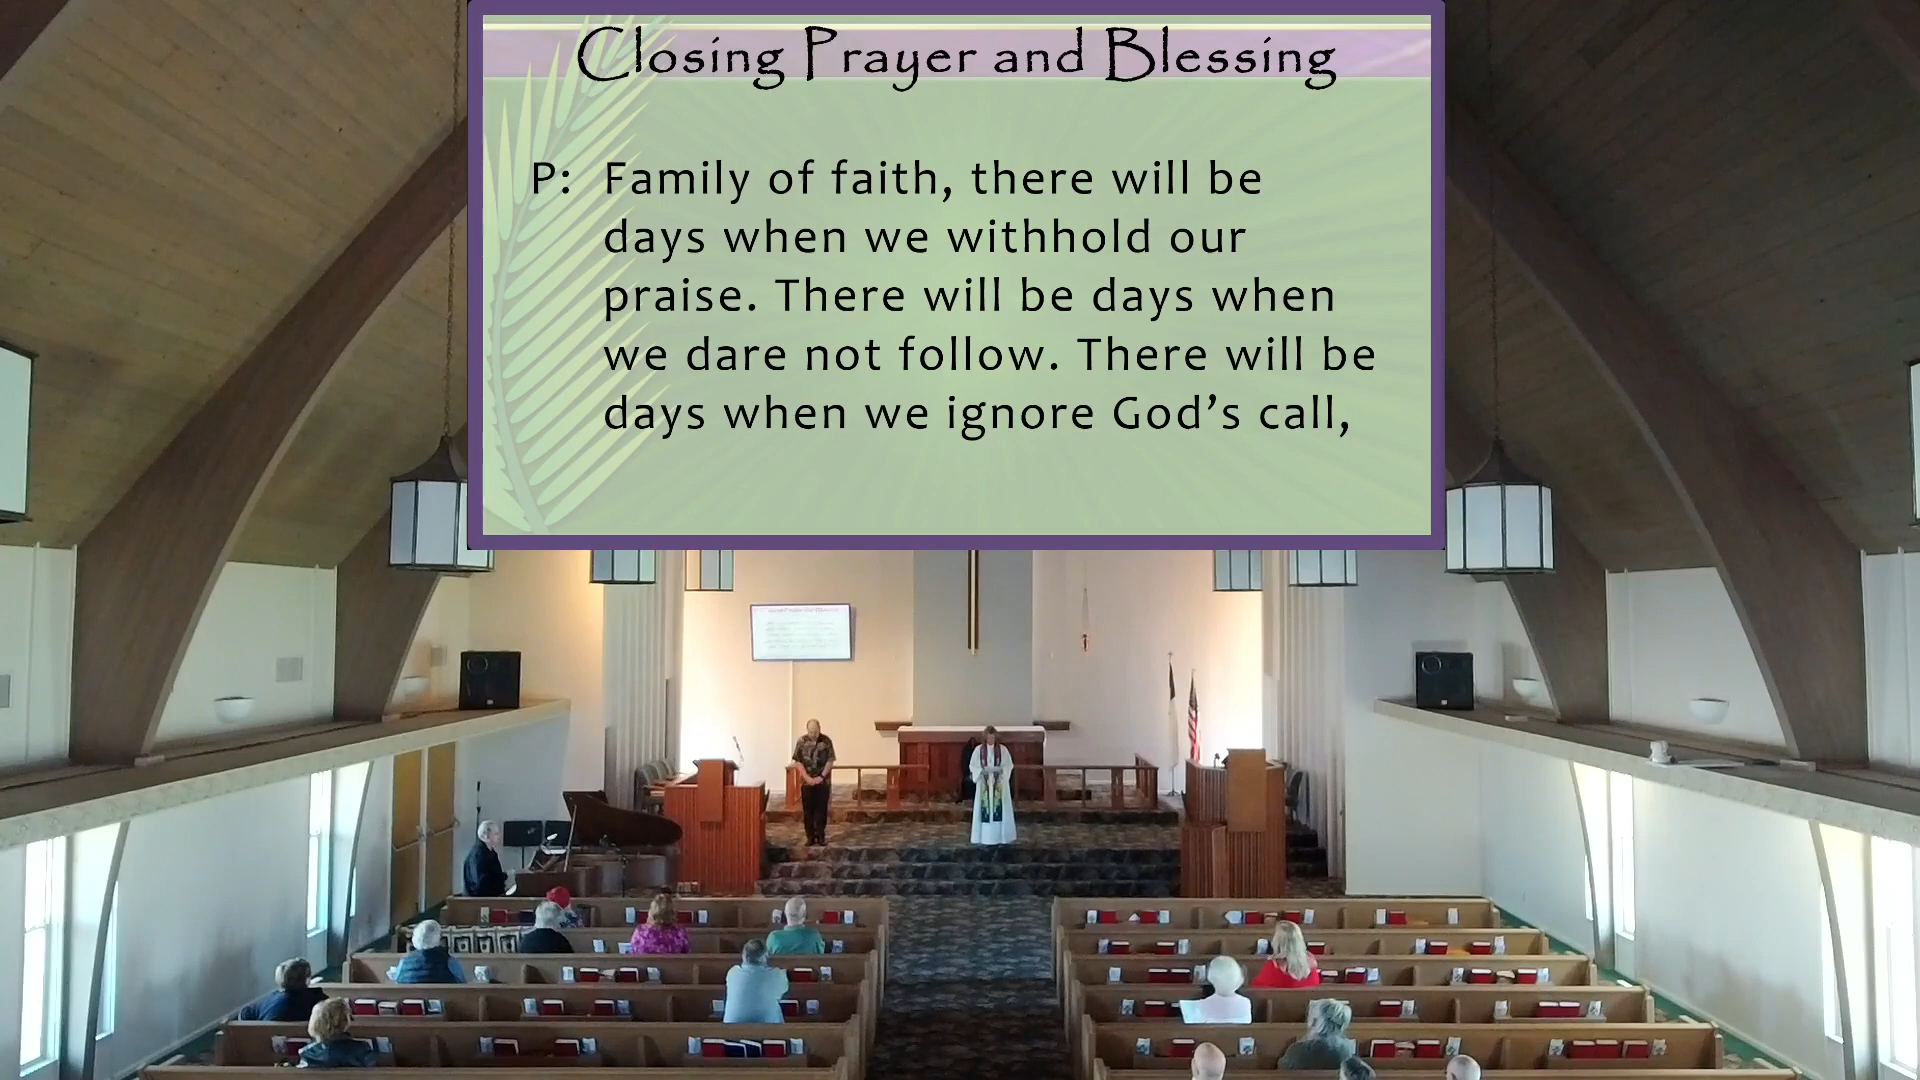 Closing Prayer and Blessing
P: Family of faith, there will be
days when we withhold our
praise. There will be days when
we dare not follow. There will be
days when we ignore God’s call,